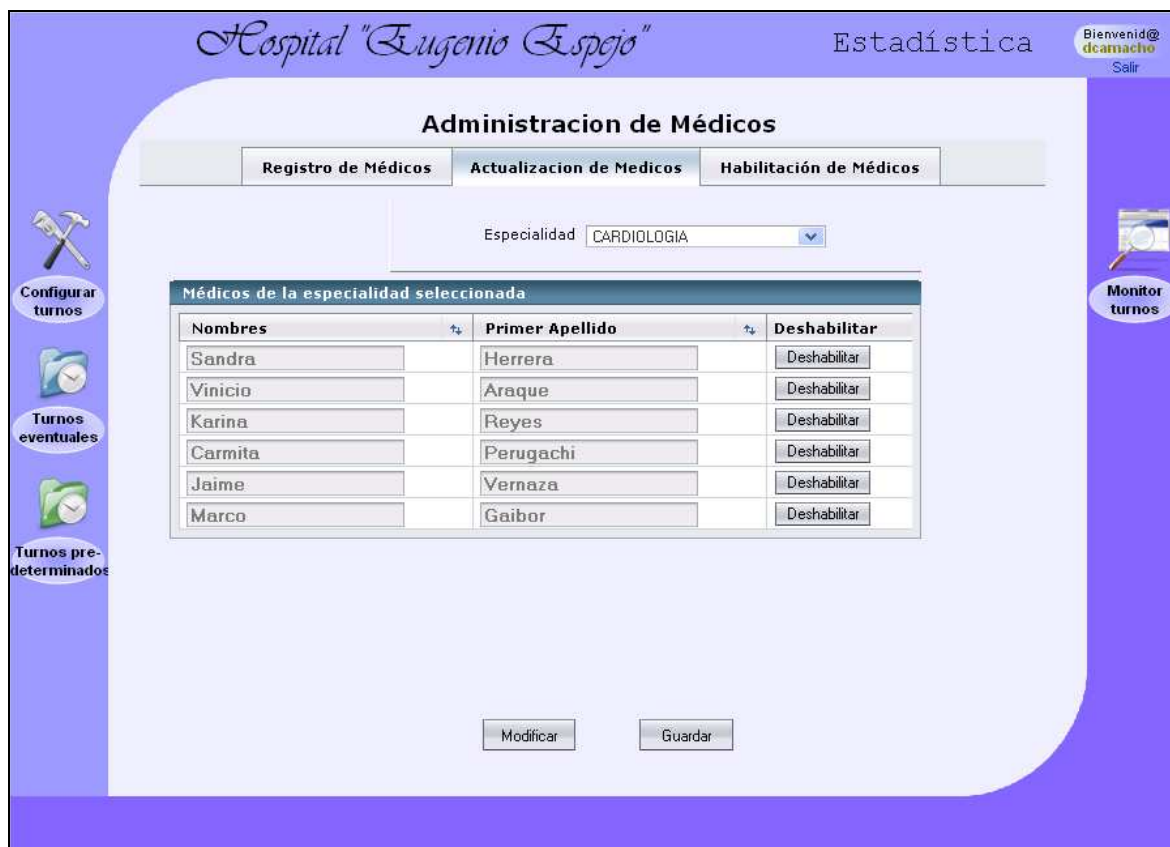 Hospital "Eugenio Espejo"
Estadística
Bienvenid@
dcamacho
Salir
Administracion de Médicos
Registro de Médicos
Actualizacion de Medicos
Habilitación de Médicos
Especialidad CARDIOLOGIA
Configurar
turnos
Turnos
eventuales
Turnos pre-
determinados
Monitor
turnos
Médicos de la especialidad seleccionada
Nombres Primer Apellido Deshabilitar
Sandra Herrera Deshabilitar
Vinicio Araque Deshabilitar
Karina Reyes Deshabilitar
Carmita Perugachi Deshabilitar
Jaime Vernaza Deshabilitar
Marco Gaibor Deshabilitar
Modificar Guardar